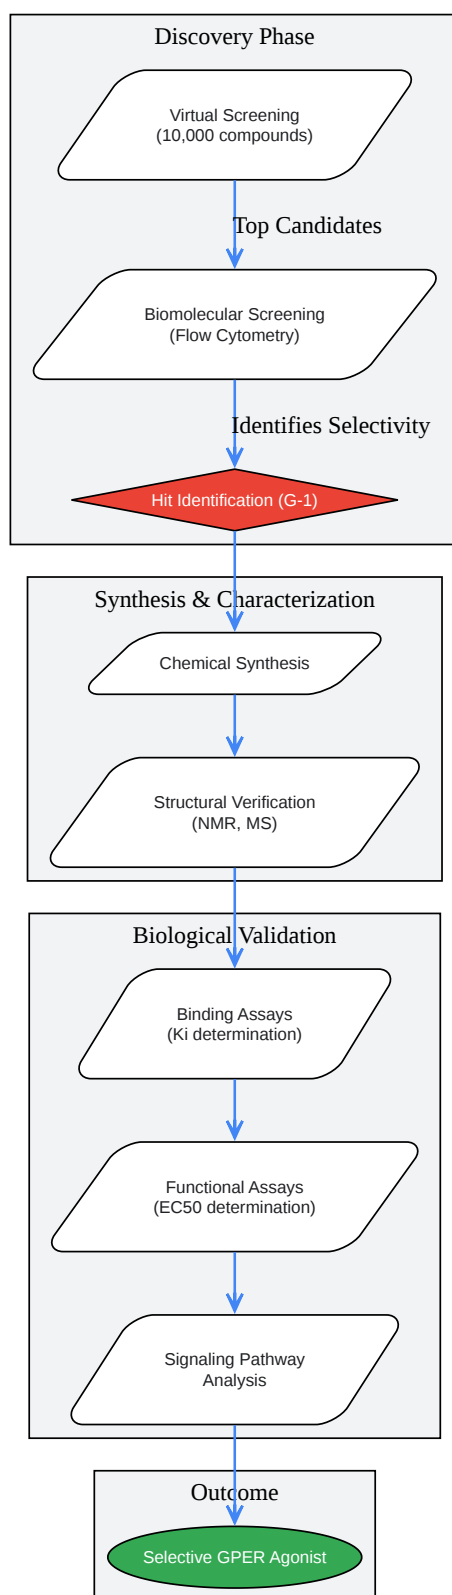 Discovery Phase
Virtual Screening
(10,000 compounds)
Top Candidates
Biomolecular Screening
(Flow Cytometry)
Identifies Selectivity
Hit Identification (G-1)
Synthesis & Characterization
Chemical Synthesis
Structural Verification
(NMR, MS)
Biological Validation
Binding Assays
(Ki determination)
Functional Assays
(EC50 determination)
Signaling Pathway
Analysis
Outcome
Selective GPER Agonist